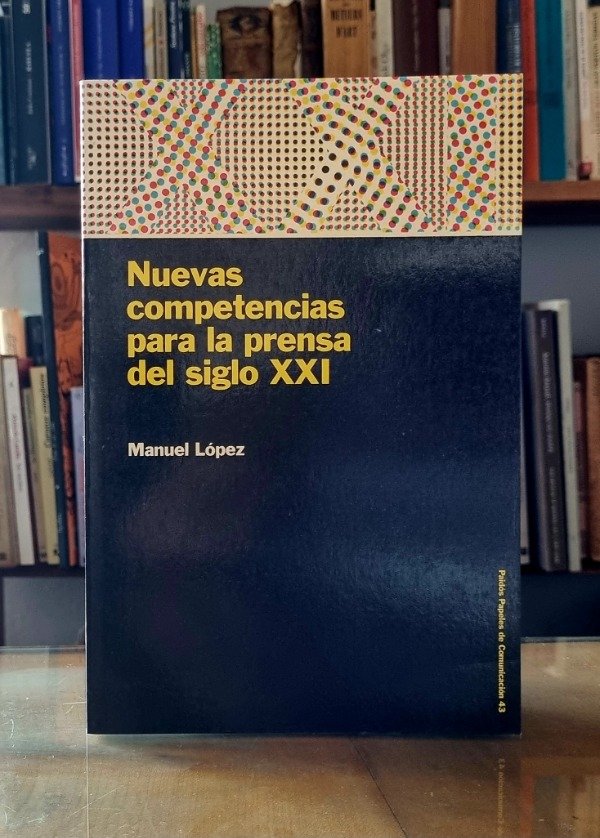 Nuevas
competencias
para la prensa
del siglo XXI
Manuel López
Paidós Papeles de Comunicación 43